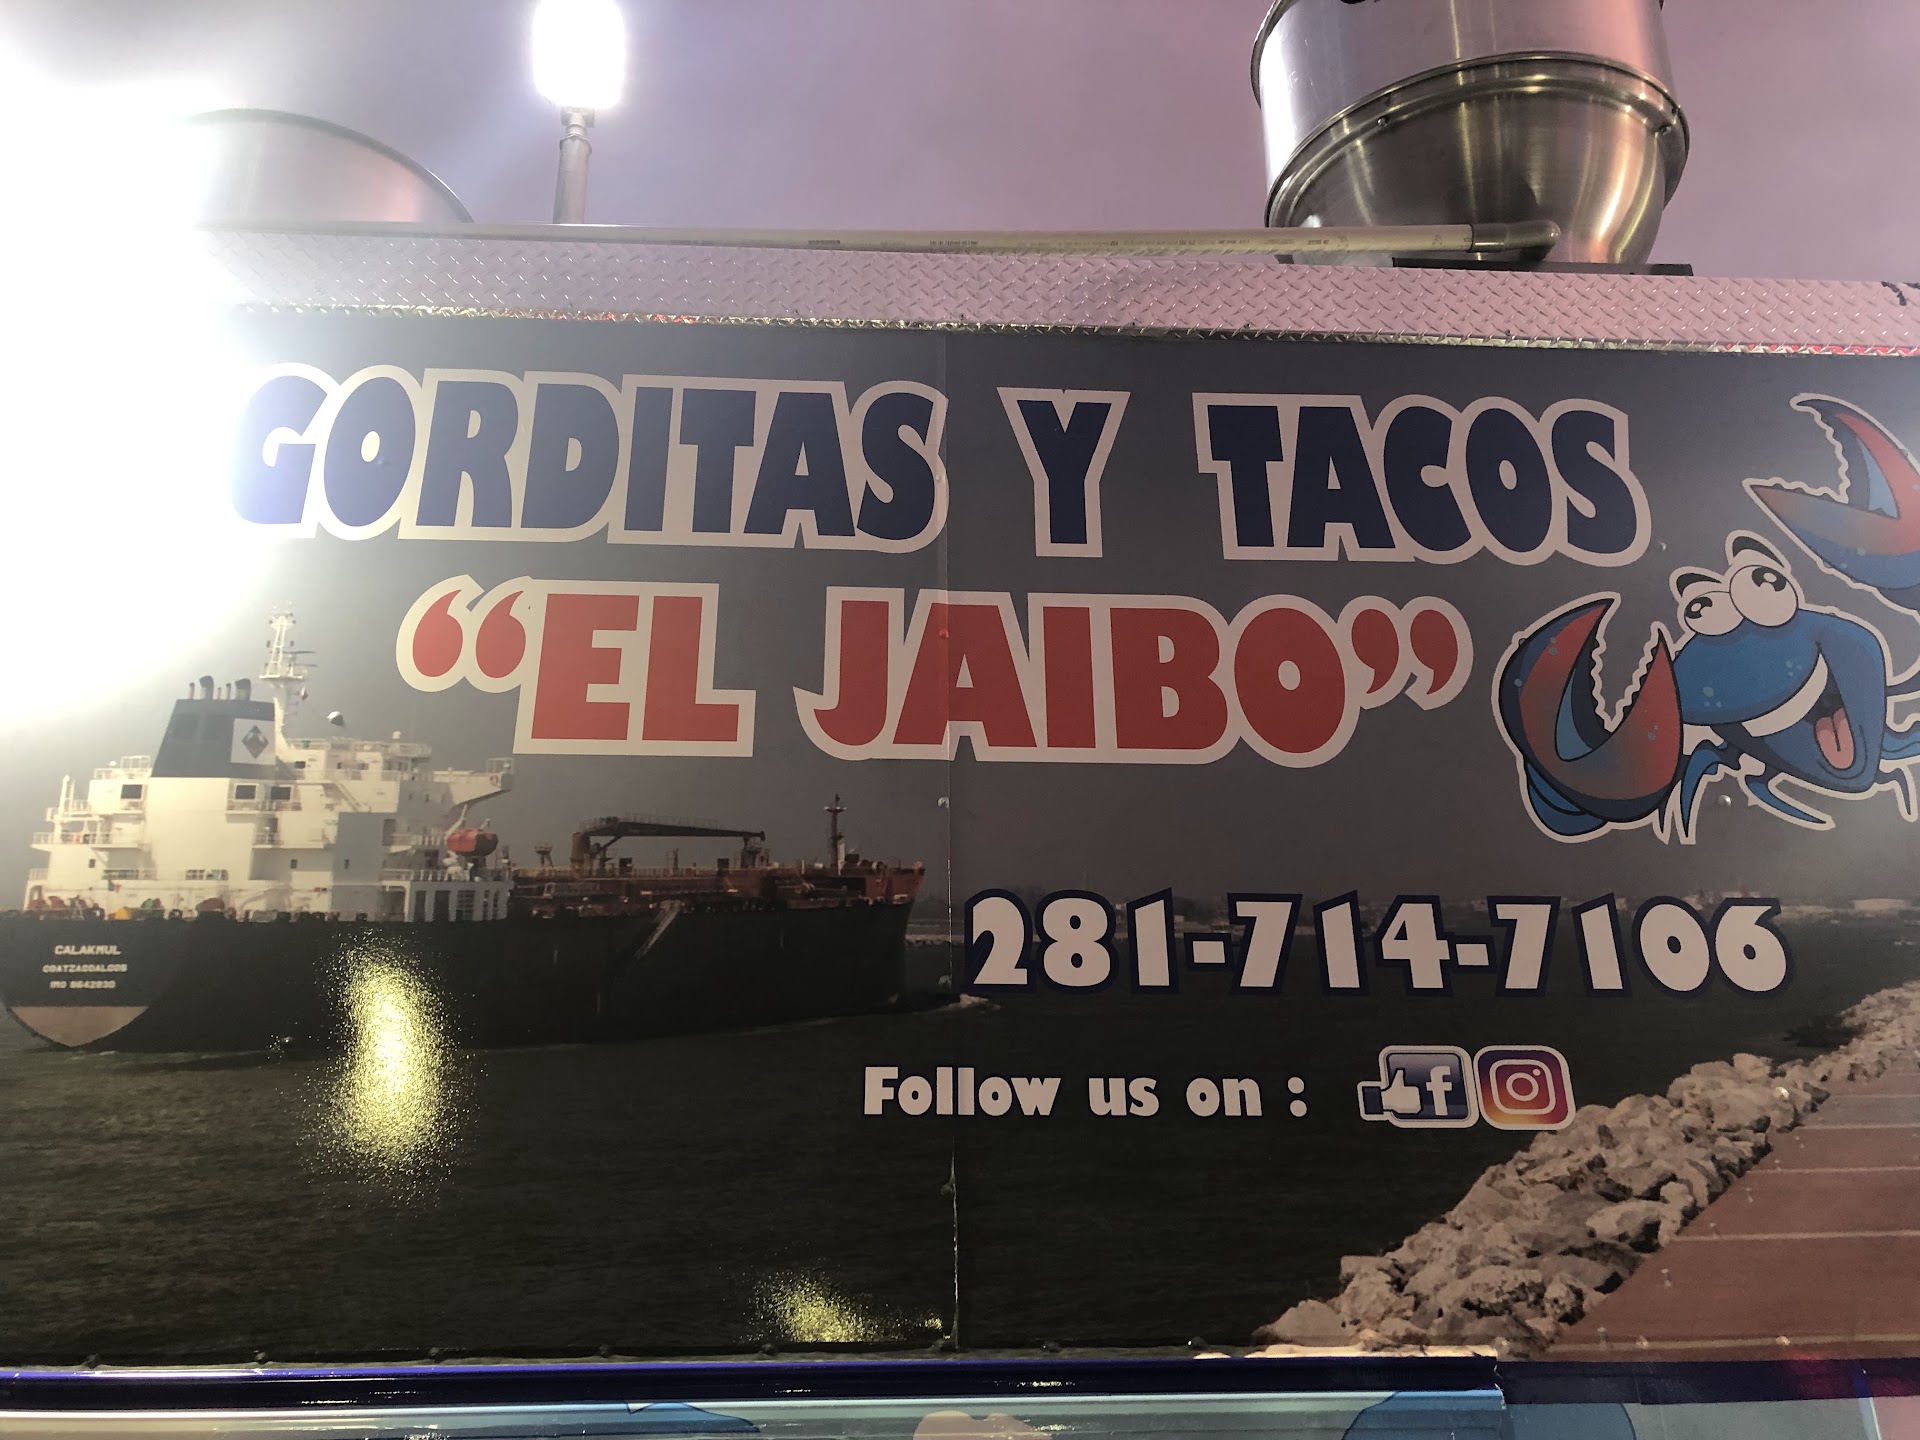 GORDITAS Y TACOS
“EL JAIBO”
CALAKMUL
COATZACOALCOS
281-714-7106
Follow us on :